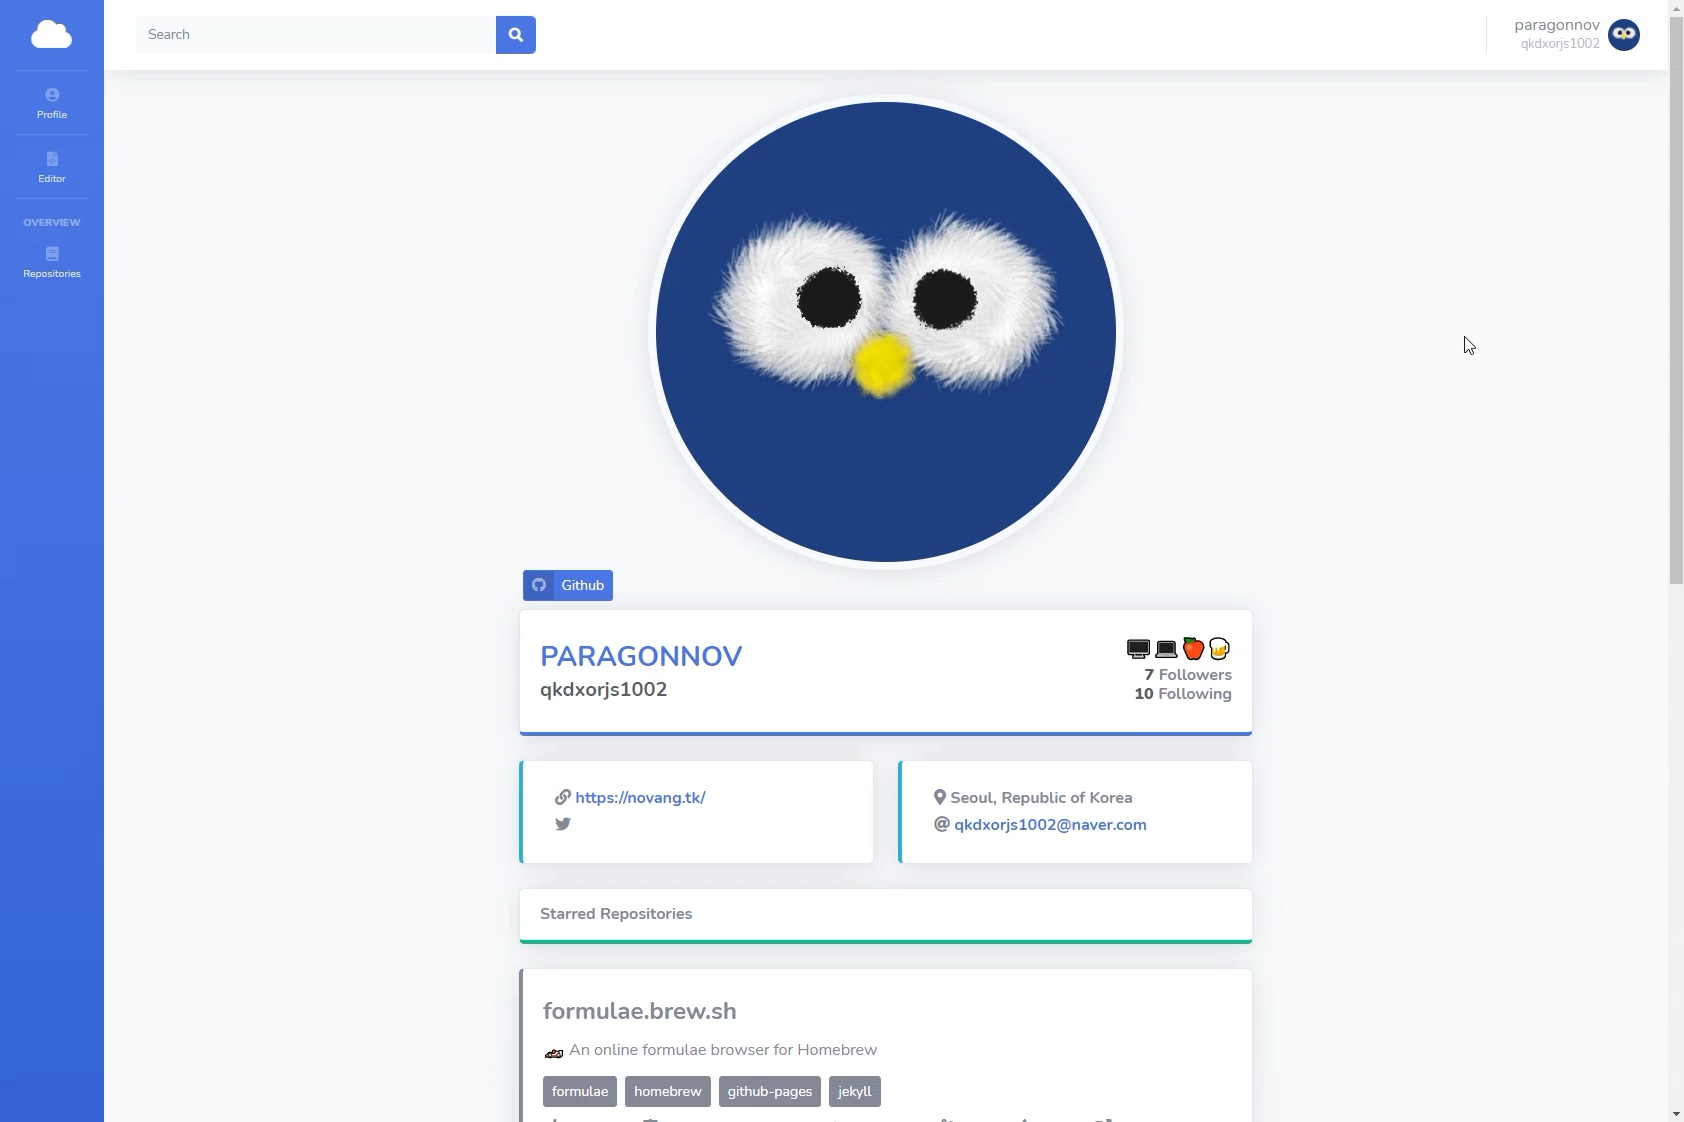 Search
paragonnov
qkdxorjs1002
Profile
Editor
OVERVIEW
Repositories
Github
PARAGONNOV
qkdxorjs1002
7 Followers
10 Following
https://novang.tk/
Seoul, Republic of Korea
@ qkdxorjs1002@naver.com
Starred Repositories
formulae.brew.sh
An online formulae browser for Homebrew
formulae homebrew github-pages jekyll